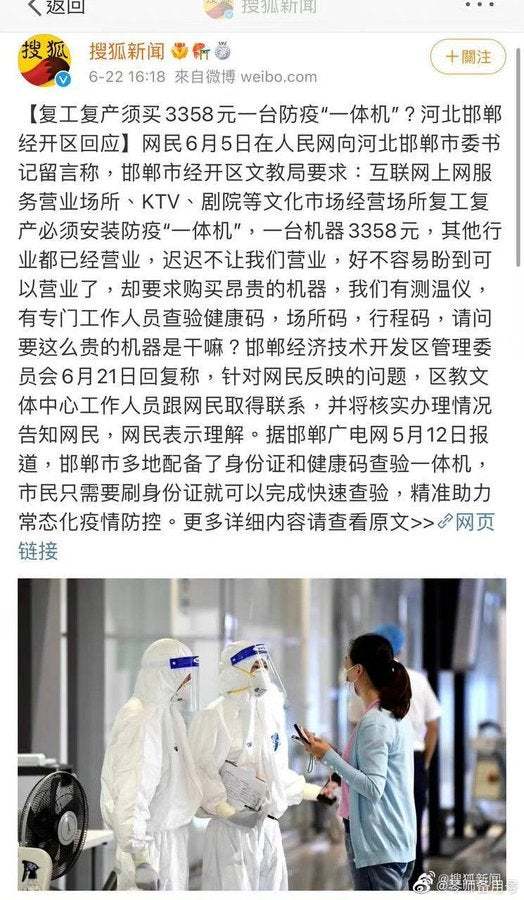 返回
搜狐新闻
搜狐
搜狐新闻
＋關注
6-22 16:18 來自微博 weibo.com
【复工复产须买3358元一台防疫“一体机”？河北邯郸
经开区回应】网民6月5日在人民网向河北邯郸市委书
记留言称，邯郸市经开区文教局要求：互联网上网服
务营业场所、KTV、剧院等文化市场经营场所复工复
产必须安装防疫“一体机”，一台机器3358元，其他行
业都已经营业，迟迟不让我们营业，好不容易盼到可
以营业了，却要求购买昂贵的机器，我们有测温仪，
有专门工作人员查验健康码，场所码，行程码，请问
要这么贵的机器是干嘛？邯郸经济技术开发区管理委
员会6月21日回复称，针对网民反映的问题，区教文
体中心工作人员跟网民取得联系，并将核实办理情况
告知网民，网民表示理解。据邯郸广电网5月12日报
道，邯郸市多地配备了身份证和健康码查验一体机，
市民只需要刷身份证就可以完成快速查验，精准助力
常态化疫情防控。更多详细内容请查看原文>>网页
链接
@搜狐新闻